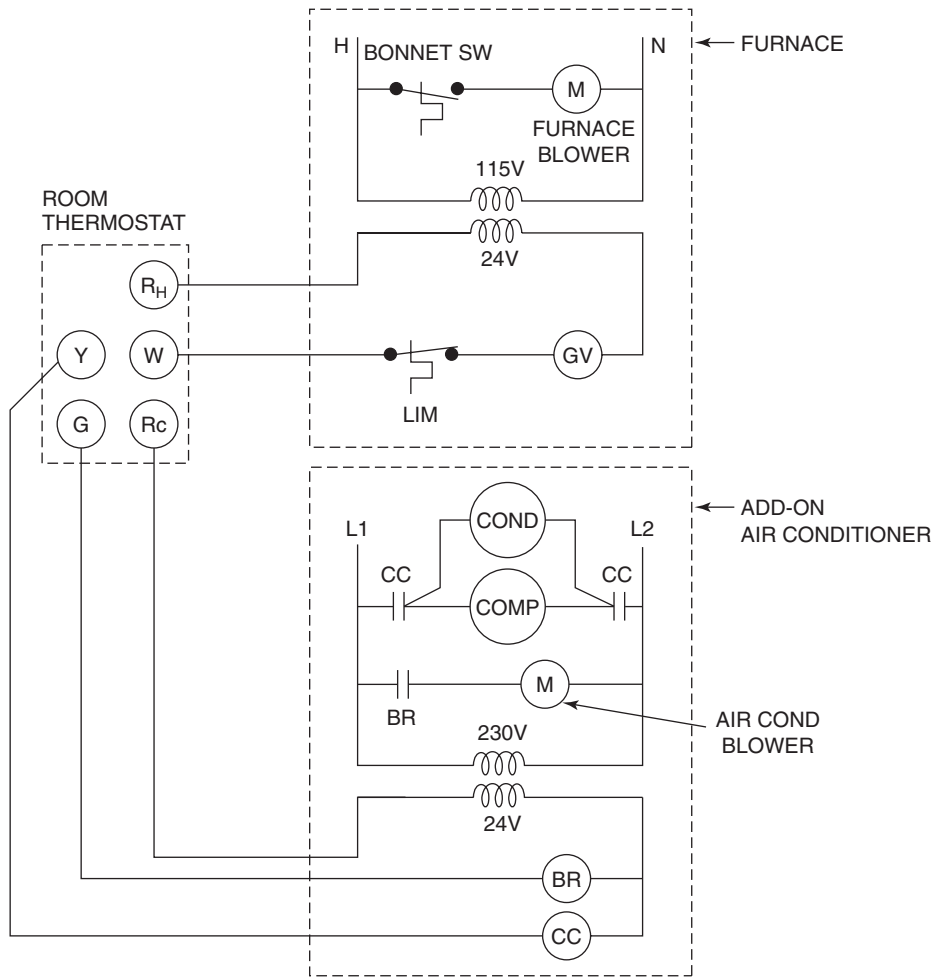 H
BONNET SW
N
FURNACE
M
FURNACE
BLOWER
115V
24V
ROOM
THERMOSTAT
RH
Y
W
GV
LIM
G
Rc
ADD-ON
AIR CONDITIONER
L1
COND
L2
CC
CC
COMP
M
BR
AIR COND
BLOWER
230V
24V
BR
CC